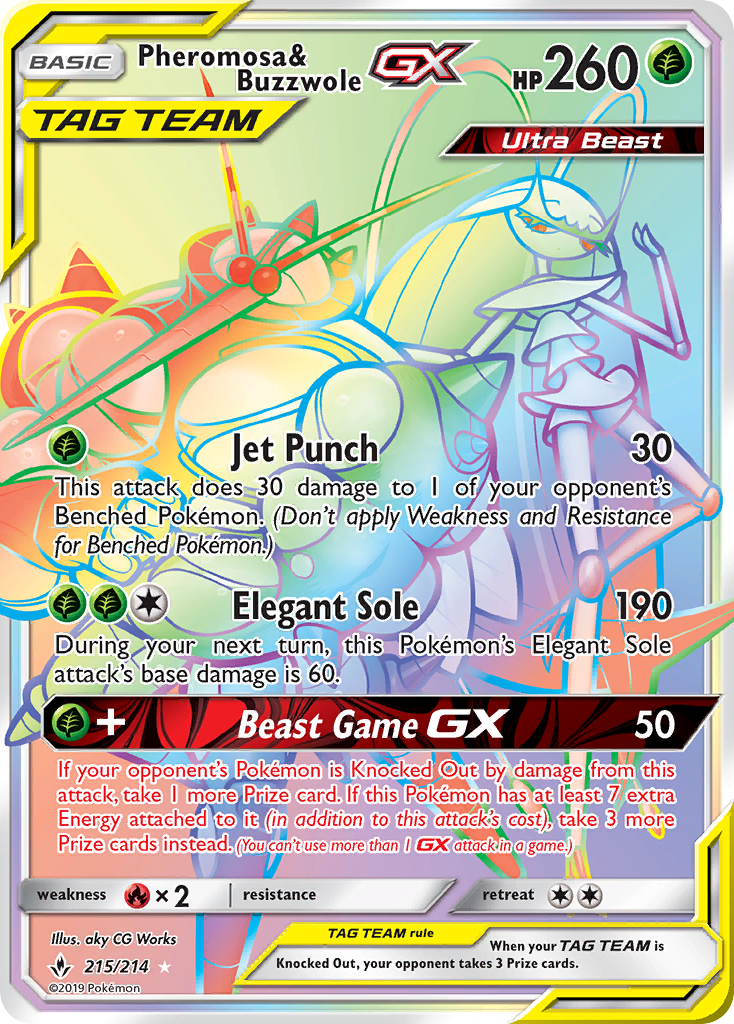 BASIC
Pheromosa&
Buzzwole GX
HP260
TAG TEAM
Ultra Beast
Jet Punch 30
This attack does 30 damage to 1 of your opponent's
Benched Pokémon. (Don't apply Weakness and Resistance
for Benched Pokémon.)
Elegant Sole 190
During your next turn, this Pokémon's Elegant Sole
attack's base damage is 60.
+ Beast Game GX 50
If your opponent's Pokémon is Knocked Out by damage from this
attack, take 1 more Prize card. If this Pokémon has at least 7 extra
Energy attached to it (in addition to this attack's cost), take 3 more
Prize cards instead. (You can't use more than 1 GX attack in a game.)
weakness ×2 resistance retreat
Illus. aky CG Works
215/214
©2019 Pokémon
TAG TEAM rule
When your TAG TEAM is
Knocked Out, your opponent takes 3 Prize cards.